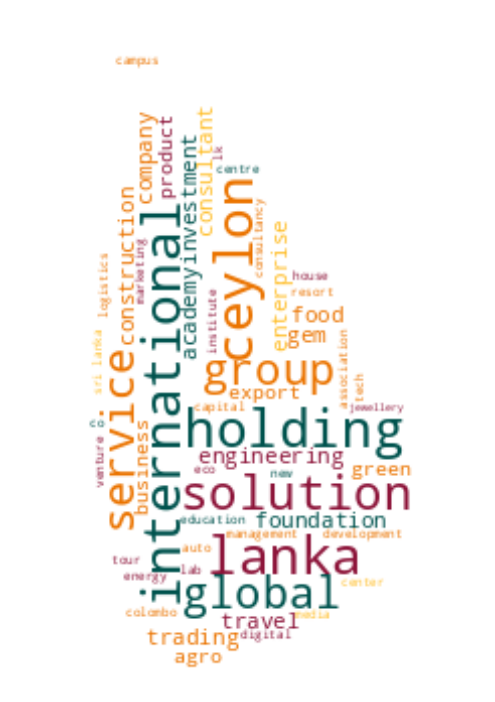 campus
company
product
consultant
lk
centre
investment
academy
international
ceylon
consultancy
construction
marketing
logistics
enterprise
house
resort
institute
food
gem
sri lanka
association
tech
service
group
export
capital
jewellery
co.
holding
business
venture
engineering
eco
new
green
solution
education
foundation
management
development
auto
lanka
tour
lab
energy
global
center
colombo
media
travel
digital
trading
agro